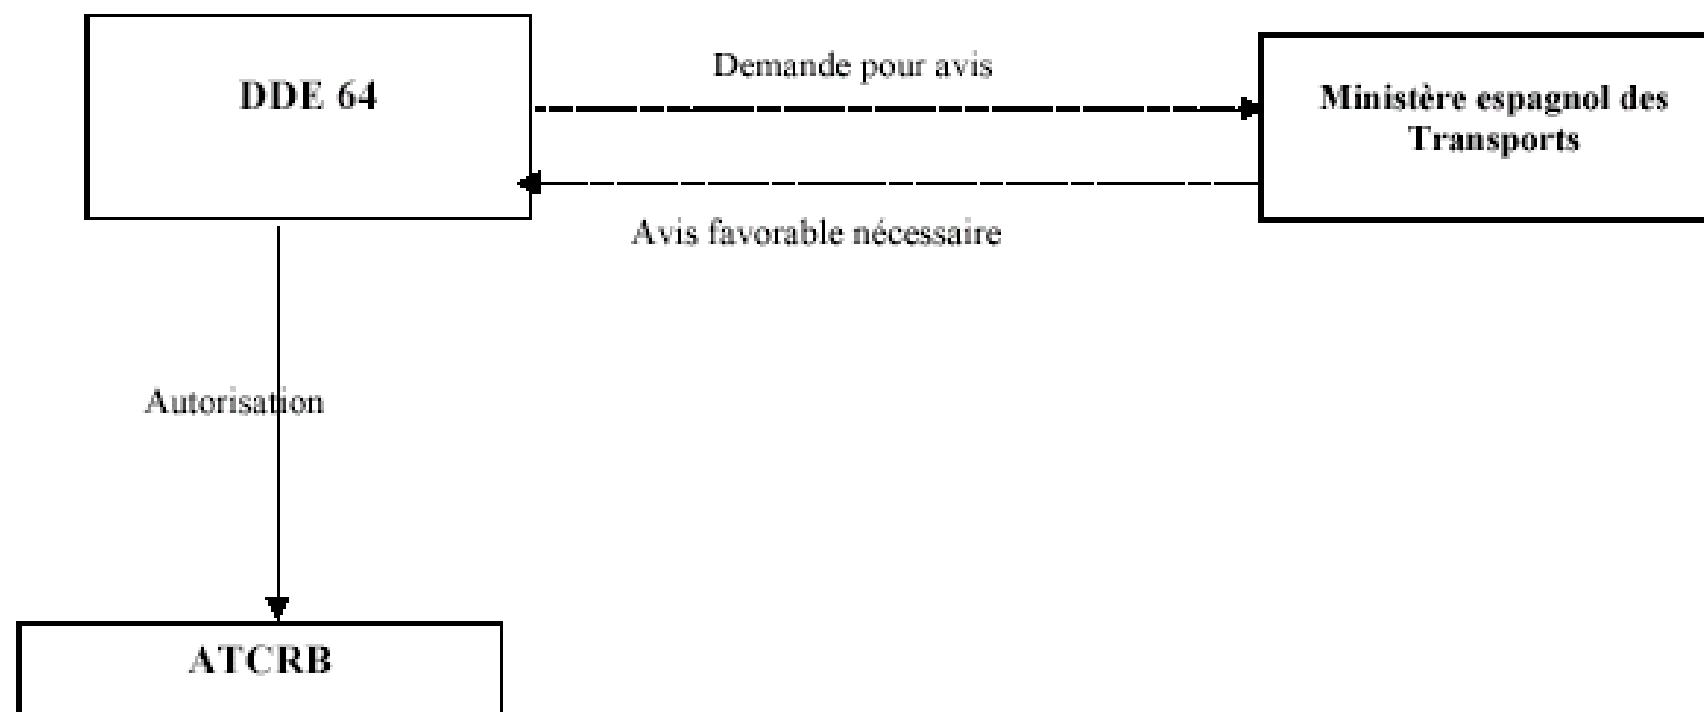 DDE 64
Demande pour avis
Ministère espagnol des
Transports
Avis favorable nécessaire
Autorisation
ATCRB